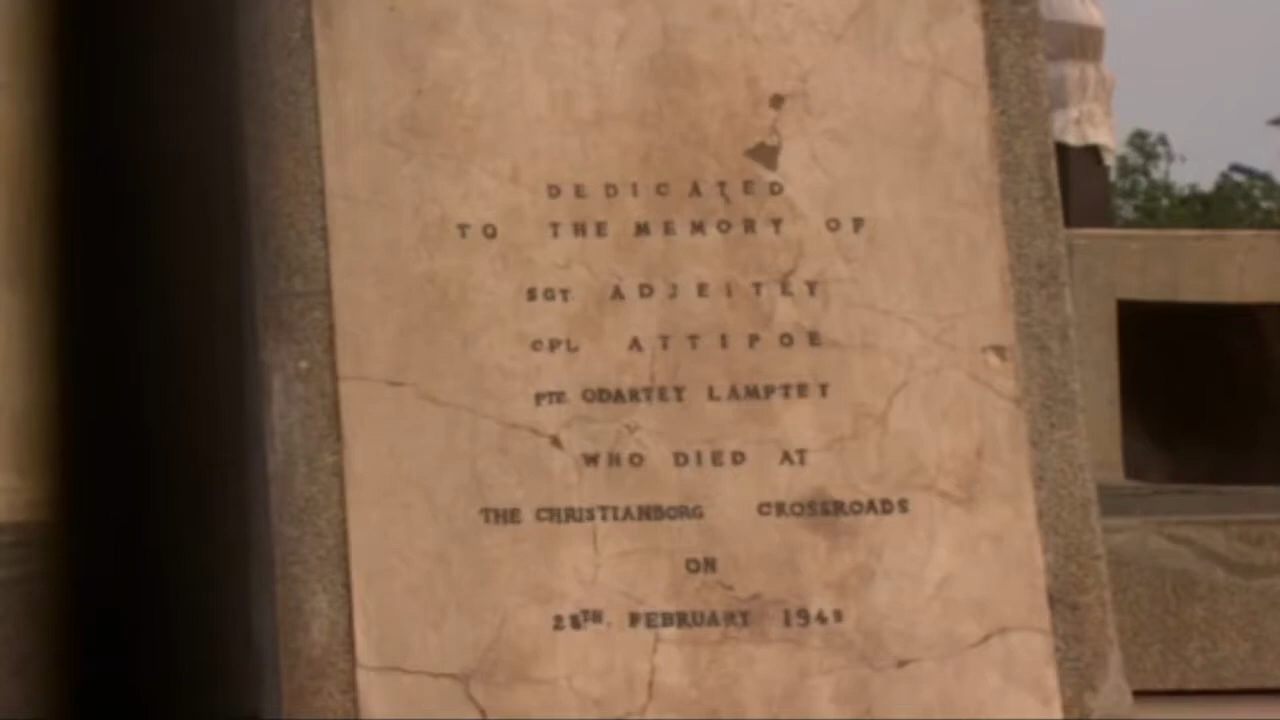 DEDICATED
TO THE MEMORY OF
SGT. ADJEITEY
CPL ATTIPOE
PTE. ODARTEY LAMPTEY
WHO DIED AT
THE CHRISTIANBORG CROSSROADS
ON
28TH. FEBRUARY 1948